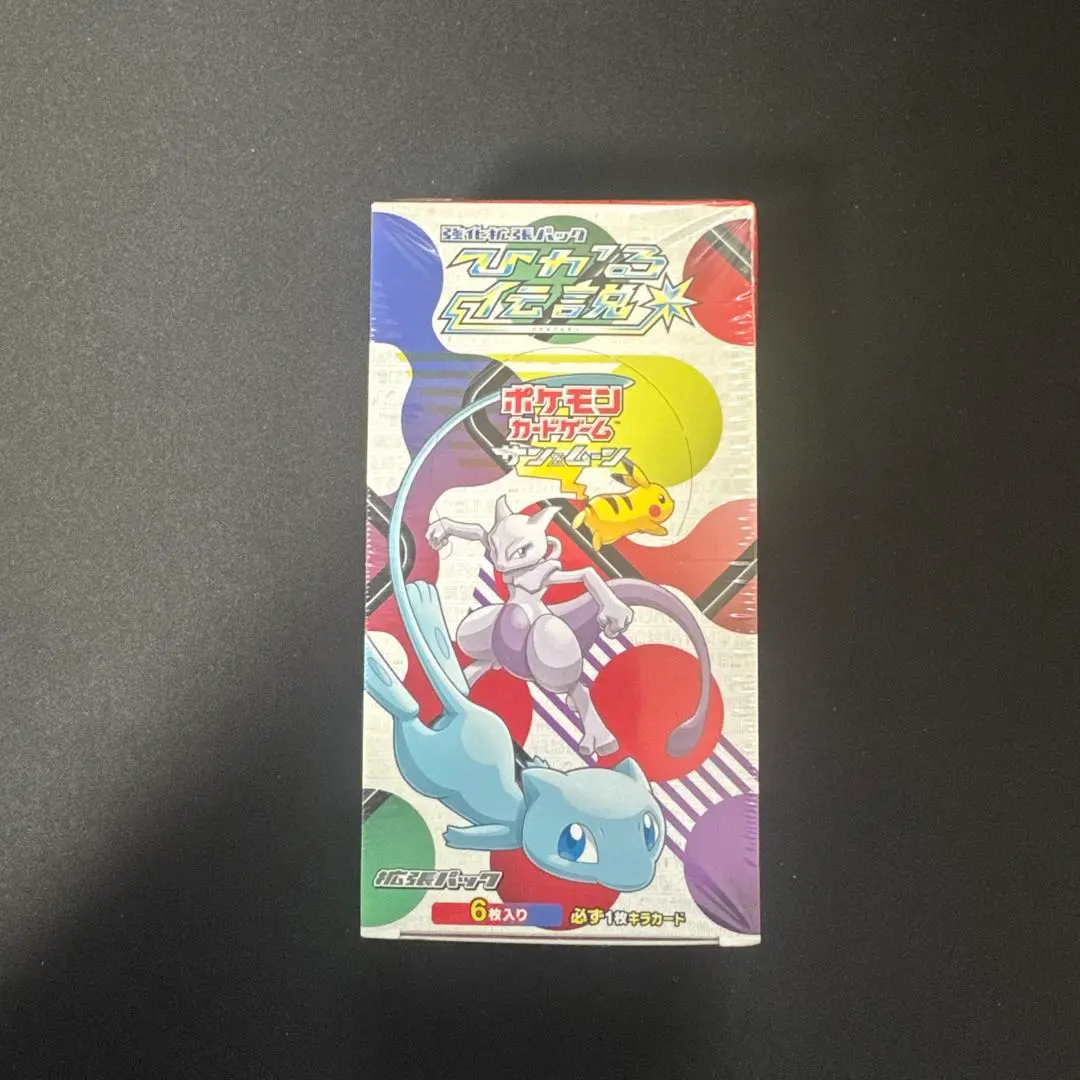 強化拡張パック
ひかる
伝説
ポケモン
カードゲーム
サン&ムーン
拡張パック
6枚入り
必ず1枚キラカード